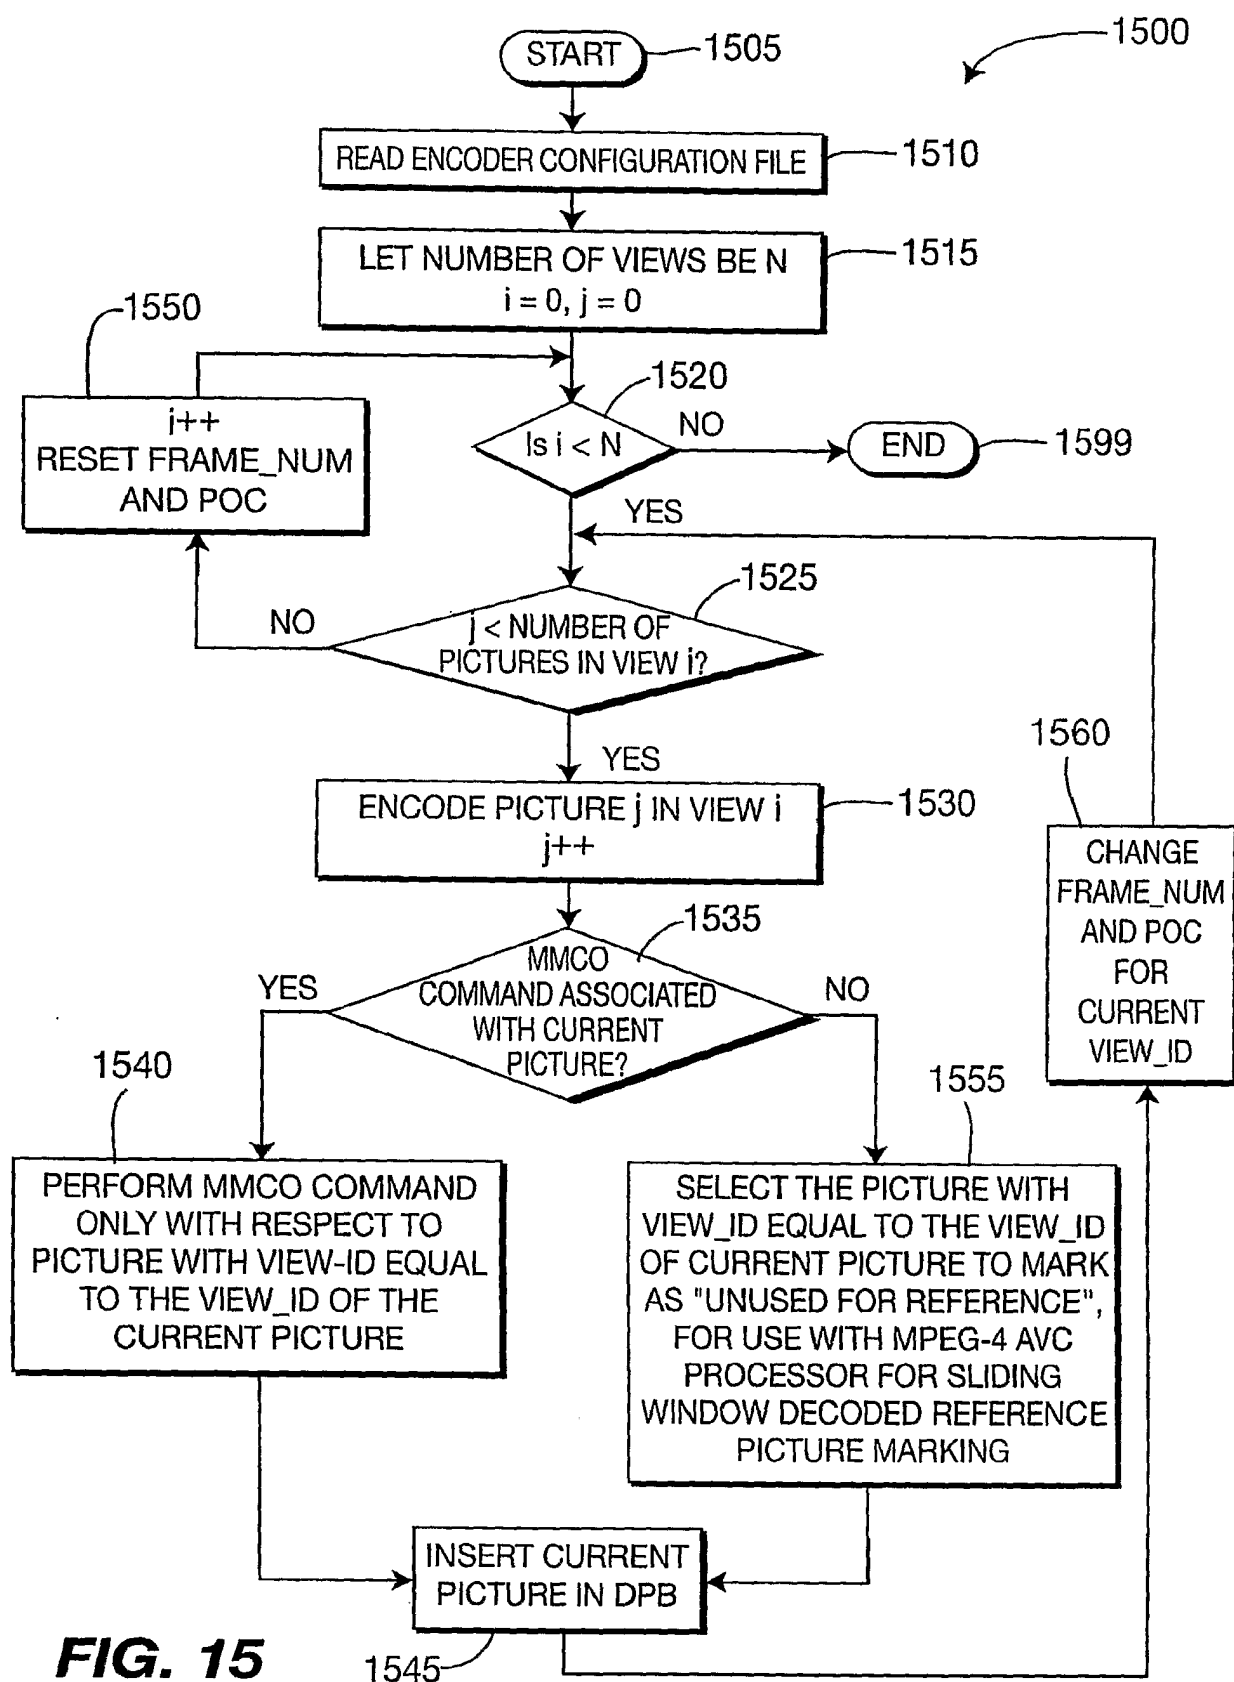 START
1505
1500
READ ENCODER CONFIGURATION FILE
1510
LET NUMBER OF VIEWS BE N
i = 0, j = 0
1515
1550
i++
RESET FRAME_NUM
AND POC
1520
Is i < N
NO
END
1599
YES
1525
j < NUMBER OF
PICTURES IN VIEW i?
NO
YES
1530
ENCODE PICTURE j IN VIEW i
j++
1560
CHANGE
FRAME_NUM
AND POC
FOR
CURRENT
VIEW_ID
1535
MMCO
COMMAND ASSOCIATED
WITH CURRENT
PICTURE?
YES
NO
1540
PERFORM MMCO COMMAND
ONLY WITH RESPECT TO
PICTURE WITH VIEW-ID EQUAL
TO THE VIEW_ID OF THE
CURRENT PICTURE
1555
SELECT THE PICTURE WITH
VIEW_ID EQUAL TO THE VIEW_ID
OF CURRENT PICTURE TO MARK
AS "UNUSED FOR REFERENCE",
FOR USE WITH MPEG-4 AVC
PROCESSOR FOR SLIDING
WINDOW DECODED REFERENCE
PICTURE MARKING
INSERT CURRENT
PICTURE IN DPB
1545
FIG. 15